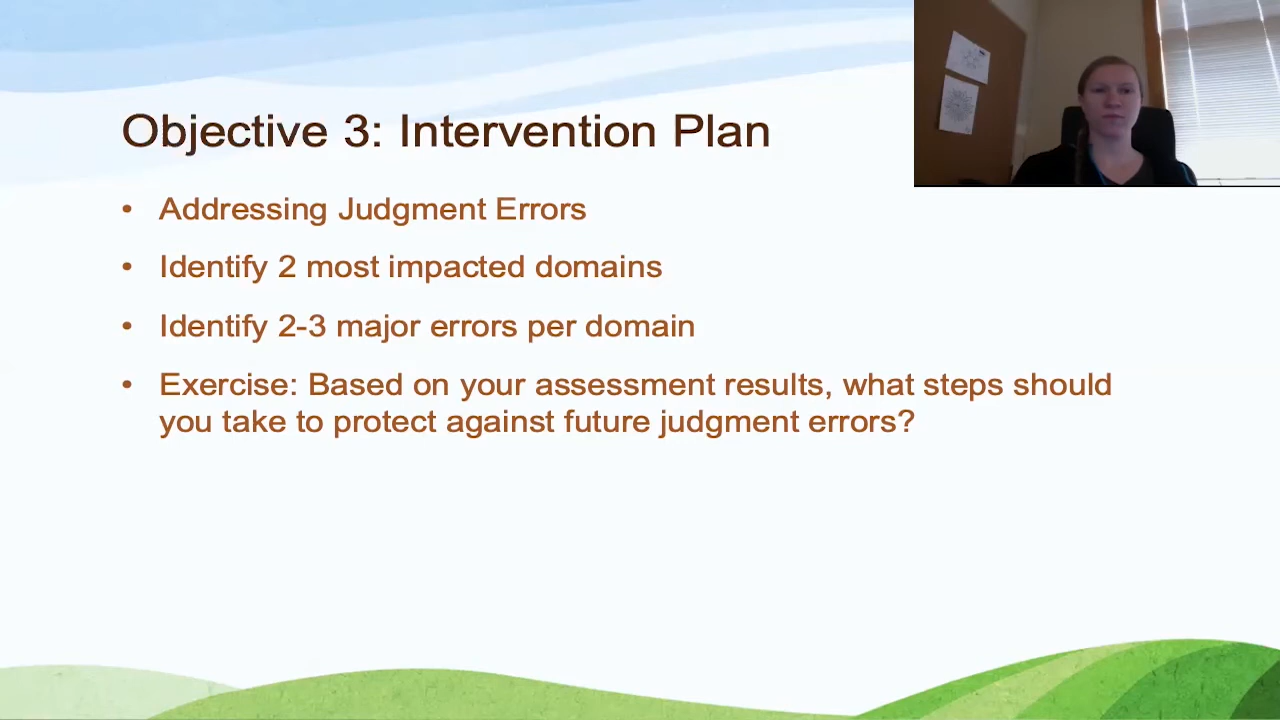 Objective 3: Intervention Plan
• Addressing Judgment Errors
• Identify 2 most impacted domains
• Identify 2-3 major errors per domain
• Exercise: Based on your assessment results, what steps should
you take to protect against future judgment errors?